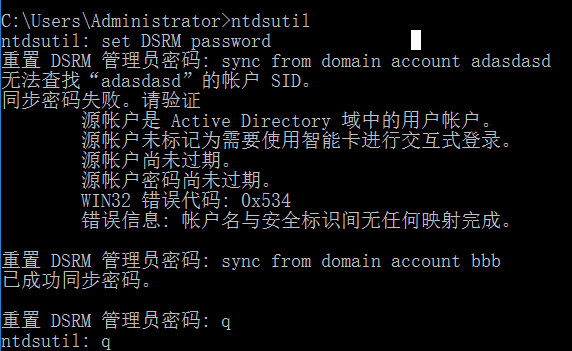 C:\Users\Administrator>ntdsutil
ntdsutil: set DSRM password
重置 DSRM 管理员密码: sync from domain account adasdasd
无法查找“adasdasd”的帐户 SID。
同步密码失败。请验证
源帐户是 Active Directory 域中的用户帐户。
源帐户未标记为需要使用智能卡进行交互式登录。
源帐户尚未过期。
源帐户密码尚未过期。
WIN32 错误代码: 0x534
错误信息: 帐户名与安全标识间无任何映射完成。
重置 DSRM 管理员密码: sync from domain account bbb
已成功同步密码。
重置 DSRM 管理员密码: q
ntdsutil: q